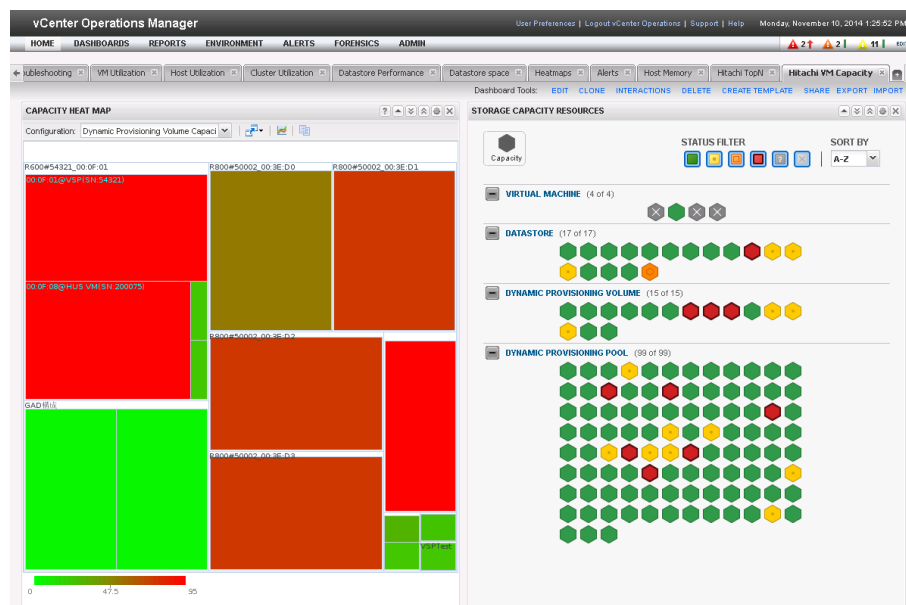 vCenter Operations Manager
User Preferences | Logout vCenter Operations | Support | Help Monday, November 10, 2014 1:25:52 PM
HOME DASHBOARDS REPORTS ENVIRONMENT ALERTS FORENSICS ADMIN
2 2 11
ubleshooting VM Utilization Host Utilization Cluster Utilization Datastore Performance Datastore space Heatmaps Alerts Host Memory Hitachi TopN Hitachi VM Capacity
Dashboard Tools: EDIT CLONE INTERACTIONS DELETE CREATE TEMPLATE SHARE EXPORT IMPORT
CAPACITY HEAT MAP
Configuration: Dynamic Provisioning Volume Capaci
R600#54321_00:0F:01
R800#50002_00:3E:D0
R800#50002_00:3E:D1
00:0F:01@VSP(SN:54321)
00:0F:08@HUS VM(SN:200075)
R800#50002_00:3E:D2
GAD構成
R800#50002_00:3E:D3
VSPTest
0 47.5 95
STORAGE CAPACITY RESOURCES
Capacity
STATUS FILTER
SORT BY
A-Z
VIRTUAL MACHINE (4 of 4)
DATASTORE (17 of 17)
DYNAMIC PROVISIONING VOLUME (15 of 15)
DYNAMIC PROVISIONING POOL (99 of 99)